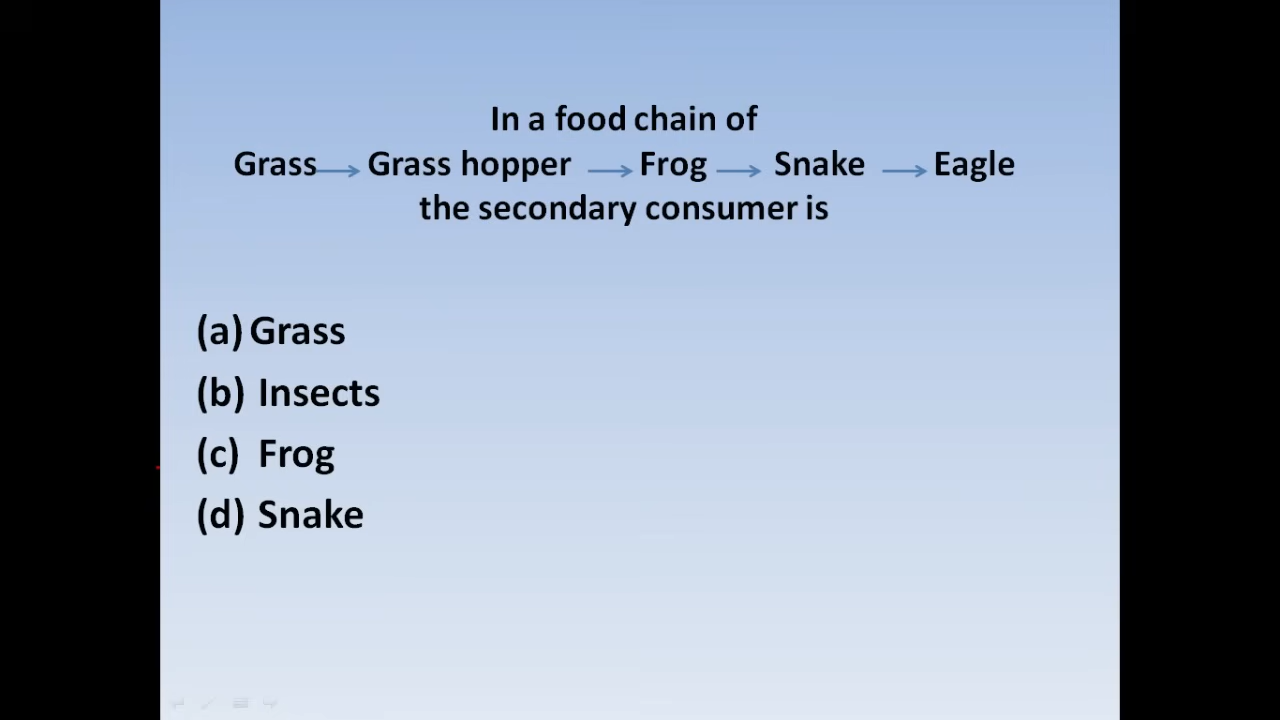 In a food chain of
Grass → Grass hopper → Frog → Snake → Eagle
the secondary consumer is
(a) Grass
(b) Insects
(c) Frog
(d) Snake